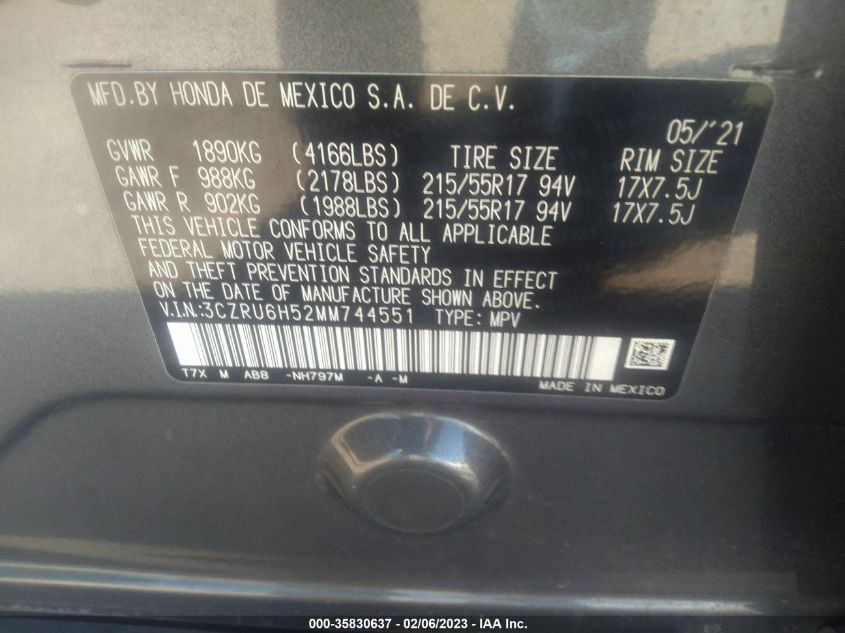 MFD.BY HONDA DE MEXICO S.A. DE C.V.
05/'21
GVWR 1890KG (4166LBS) TIRE SIZE RIM SIZE
GAWR F 988KG (2178LBS) 215/55R17 94V 17X7.5J
GAWR R 902KG (1988LBS) 215/55R17 94V 17X7.5J
THIS VEHICLE CONFORMS TO ALL APPLICABLE
FEDERAL MOTOR VEHICLE SAFETY
AND THEFT PREVENTION STANDARDS IN EFFECT
ON THE DATE OF MANUFACTURE SHOWN ABOVE.
V.I.N:3CZRU6H52MM744551 TYPE: MPV
T7X M AB8 -NH797M -A -M
MADE IN MEXICO
000-35830637 - 02/06/2023 - IAA Inc.